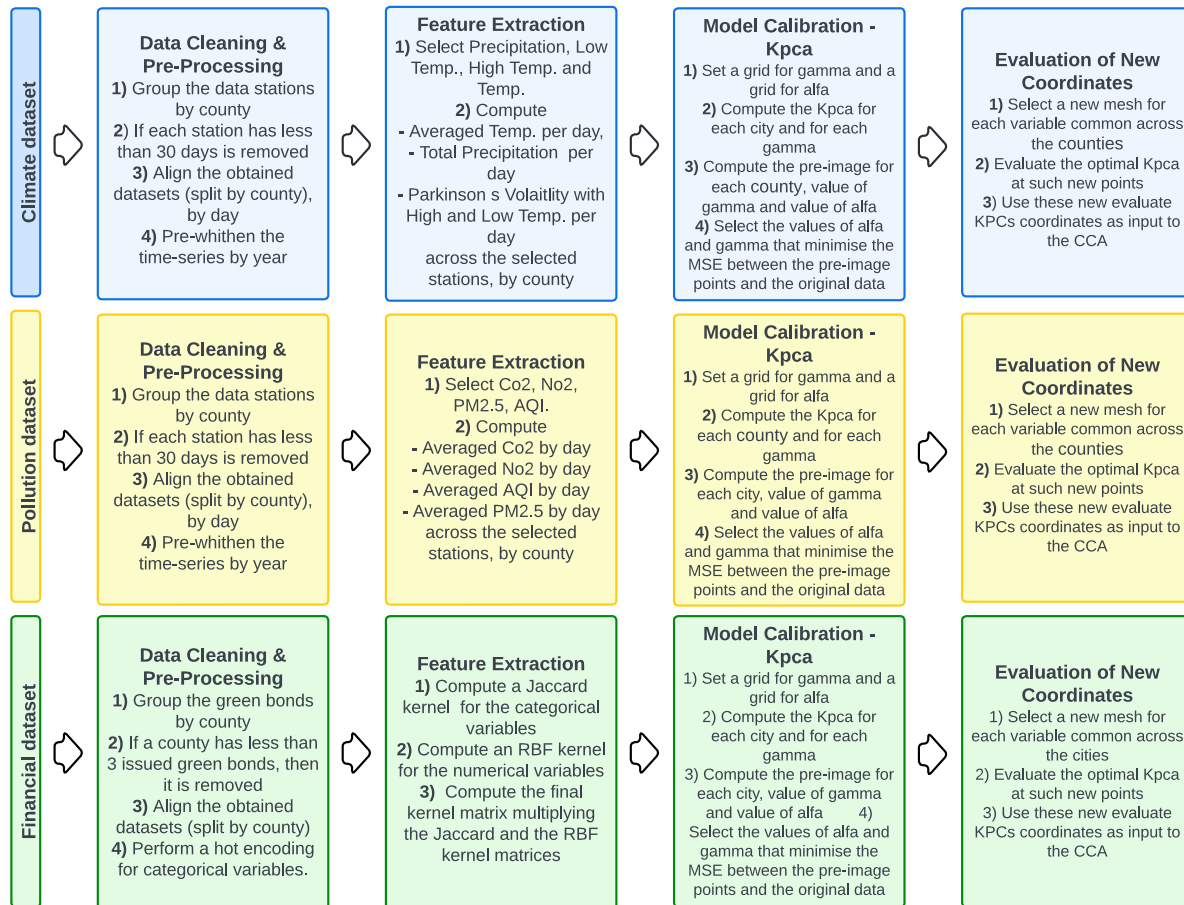 Climate dataset
Data Cleaning &
Pre-Processing
1) Group the data stations
by county
2) If each station has less
than 30 days is removed
3) Align the obtained
datasets (split by county),
by day
4) Pre-whithen the
time-series by year
Feature Extraction
1) Select Precipitation, Low
Temp., High Temp. and
Temp.
2) Compute
- Averaged Temp. per day,
- Total Precipitation per
day
- Parkinson s Volaitlity with
High and Low Temp. per
day
across the selected
stations, by county
Model Calibration -
Kpca
1) Set a grid for gamma and a
grid for alfa
2) Compute the Kpca for
each city and for each
gamma
3) Compute the pre-image for
each county, value of
gamma and value of alfa
4) Select the values of alfa
and gamma that minimise the
MSE between the pre-image
points and the original data
Evaluation of New
Coordinates
1) Select a new mesh for
each variable common across
the counties
2) Evaluate the optimal Kpca
at such new points
3) Use these new evaluate
KPCs coordinates as input to
the CCA
Pollution dataset
Data Cleaning &
Pre-Processing
1) Group the data stations
by county
2) If each station has less
than 30 days is removed
3) Align the obtained
datasets (split by county),
by day
4) Pre-whithen the
time-series by year
Feature Extraction
1) Select Co2, No2,
PM2.5, AQI.
2) Compute
- Averaged Co2 by day
- Averaged No2 by day
- Averaged AQI by day
- Averaged PM2.5 by day
across the selected
stations, by county
Model Calibration -
Kpca
1) Set a grid for gamma and a
grid for alfa
2) Compute the Kpca for
each county and for each
gamma
3) Compute the pre-image for
each city, value of gamma
and value of alfa
4) Select the values of alfa
and gamma that minimise the
MSE between the pre-image
points and the original data
Evaluation of New
Coordinates
1) Select a new mesh for
each variable common across
the counties
2) Evaluate the optimal Kpca
at such new points
3) Use these new evaluate
KPCs coordinates as input to
the CCA
Financial dataset
Data Cleaning &
Pre-Processing
1) Group the green bonds
by county
2) If a county has less than
3 issued green bonds, then
it is removed
3) Align the obtained
datasets (split by county)
4) Perform a hot encoding
for categorical variables.
Feature Extraction
1) Compute a Jaccard
kernel for the categorical
variables
2) Compute an RBF kernel
for the numerical variables
3) Compute the final
kernel matrix multiplying
the Jaccard and the RBF
kernel matrices
Model Calibration -
Kpca
1) Set a grid for gamma and a
grid for alfa
2) Compute the Kpca for
each city and for each
gamma
3) Compute the pre-image for
each city, value of gamma
and value of alfa 4)
Select the values of alfa and
gamma that minimise the
MSE between the pre-image
points and the original data
Evaluation of New
Coordinates
1) Select a new mesh for
each variable common across
the cities
2) Evaluate the optimal Kpca
at such new points
3) Use these new evaluate
KPCs coordinates as input to
the CCA